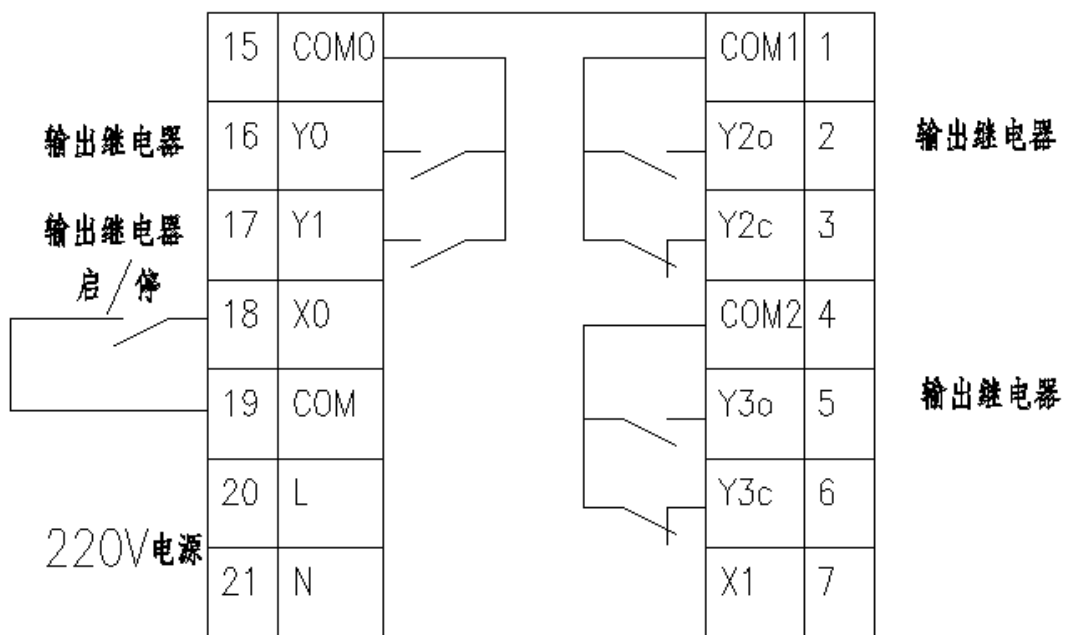 15 COM0 COM1 1
输出继电器 16 Y0 Y2o 2 输出继电器
输出继电器 17 Y1 Y2c 3
启/停
18 X0 COM2 4
19 COM Y3o 5 输出继电器
20 L Y3c 6
220V电源
21 N X1 7